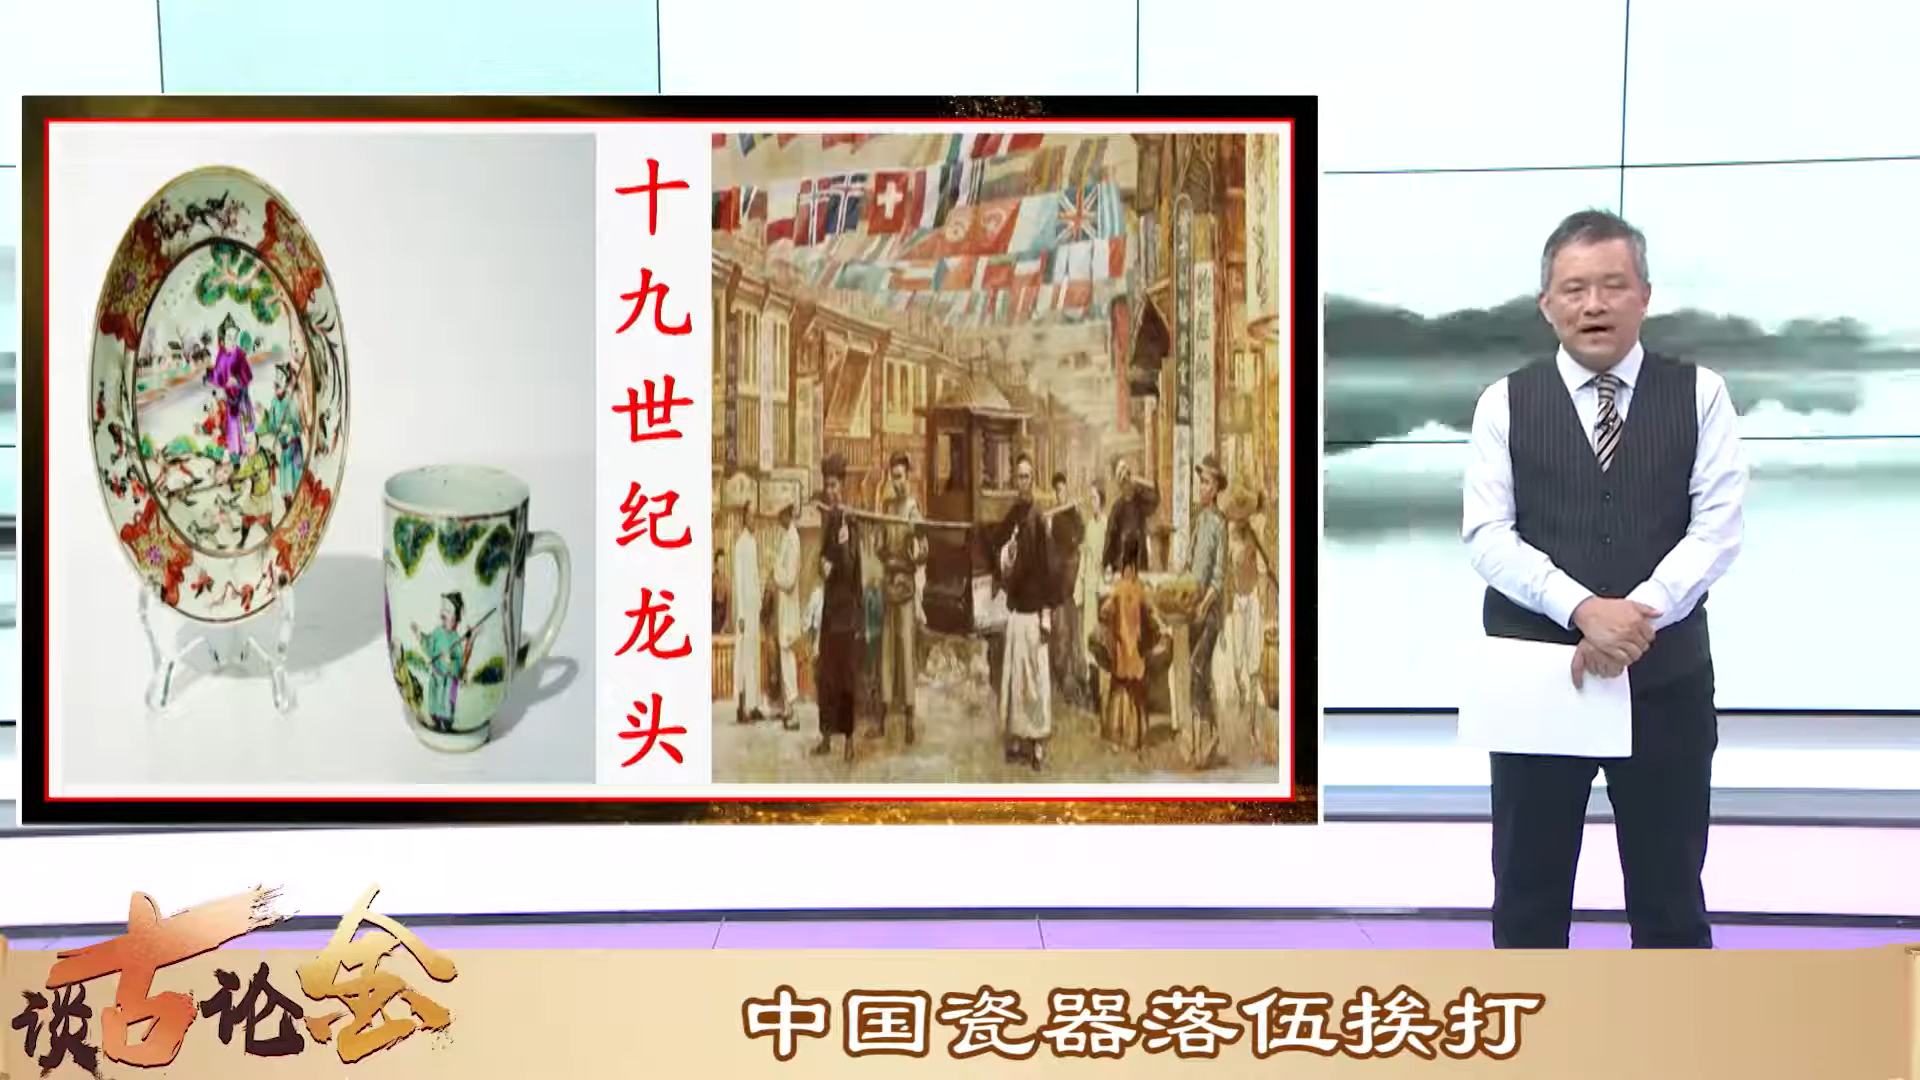 十九世纪龙头
谈古论金
中国瓷器落伍挨打